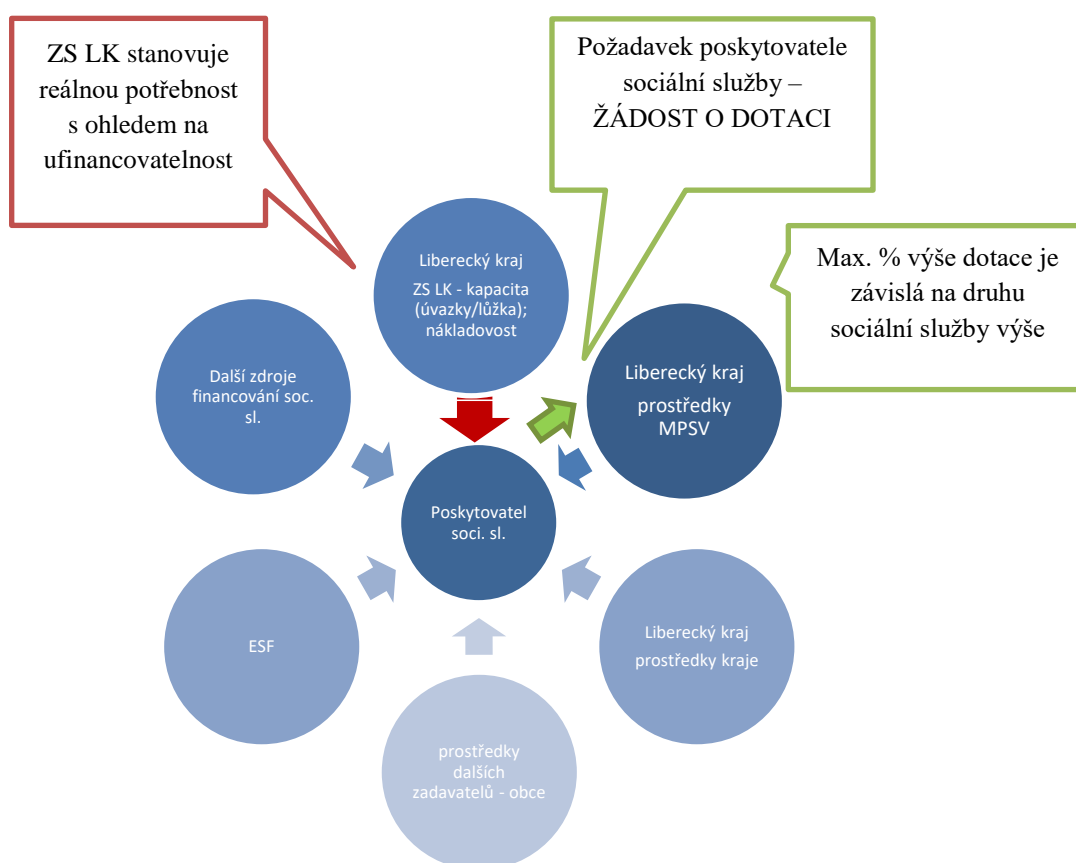 ZS LK stanovuje
reálnou potřebnost
s ohledem na
ufinancovatelnost
Požadavek poskytovatele
sociální služby –
ŽÁDOST O DOTACI
Max. % výše dotace je
závislá na druhu
sociální služby výše
Liberecký kraj
ZS LK - kapacita
(úvazky/lůžka);
nákladovost
Liberecký kraj
prostředky
MPSV
Další zdroje
financování soc.
sl.
Poskytovatel
soci. sl.
ESF
Liberecký kraj
prostředky kraje
prostředky
dalších
zadavatelů - obce